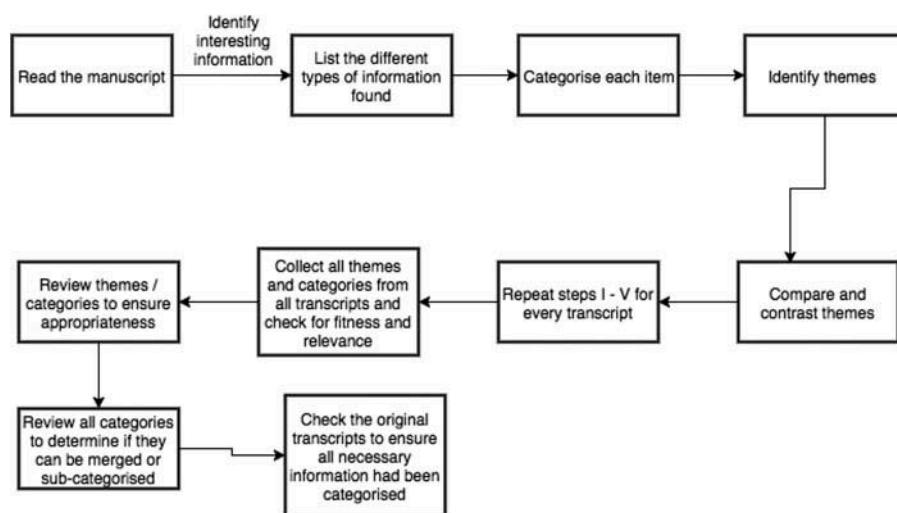 Read the manuscript
Identify
interesting
information
List the different
types of information
found
Categorise each item
Identify themes
Compare and
contrast themes
Repeat steps I - V for
every transcript
Collect all themes
and categories from
all transcripts and
check for fitness and
relevance
Review themes /
categories to ensure
appropriateness
Review all categories
to determine if they
can be merged or
sub-categorised
Check the original
transcripts to ensure
all necessary
information had been
categorised